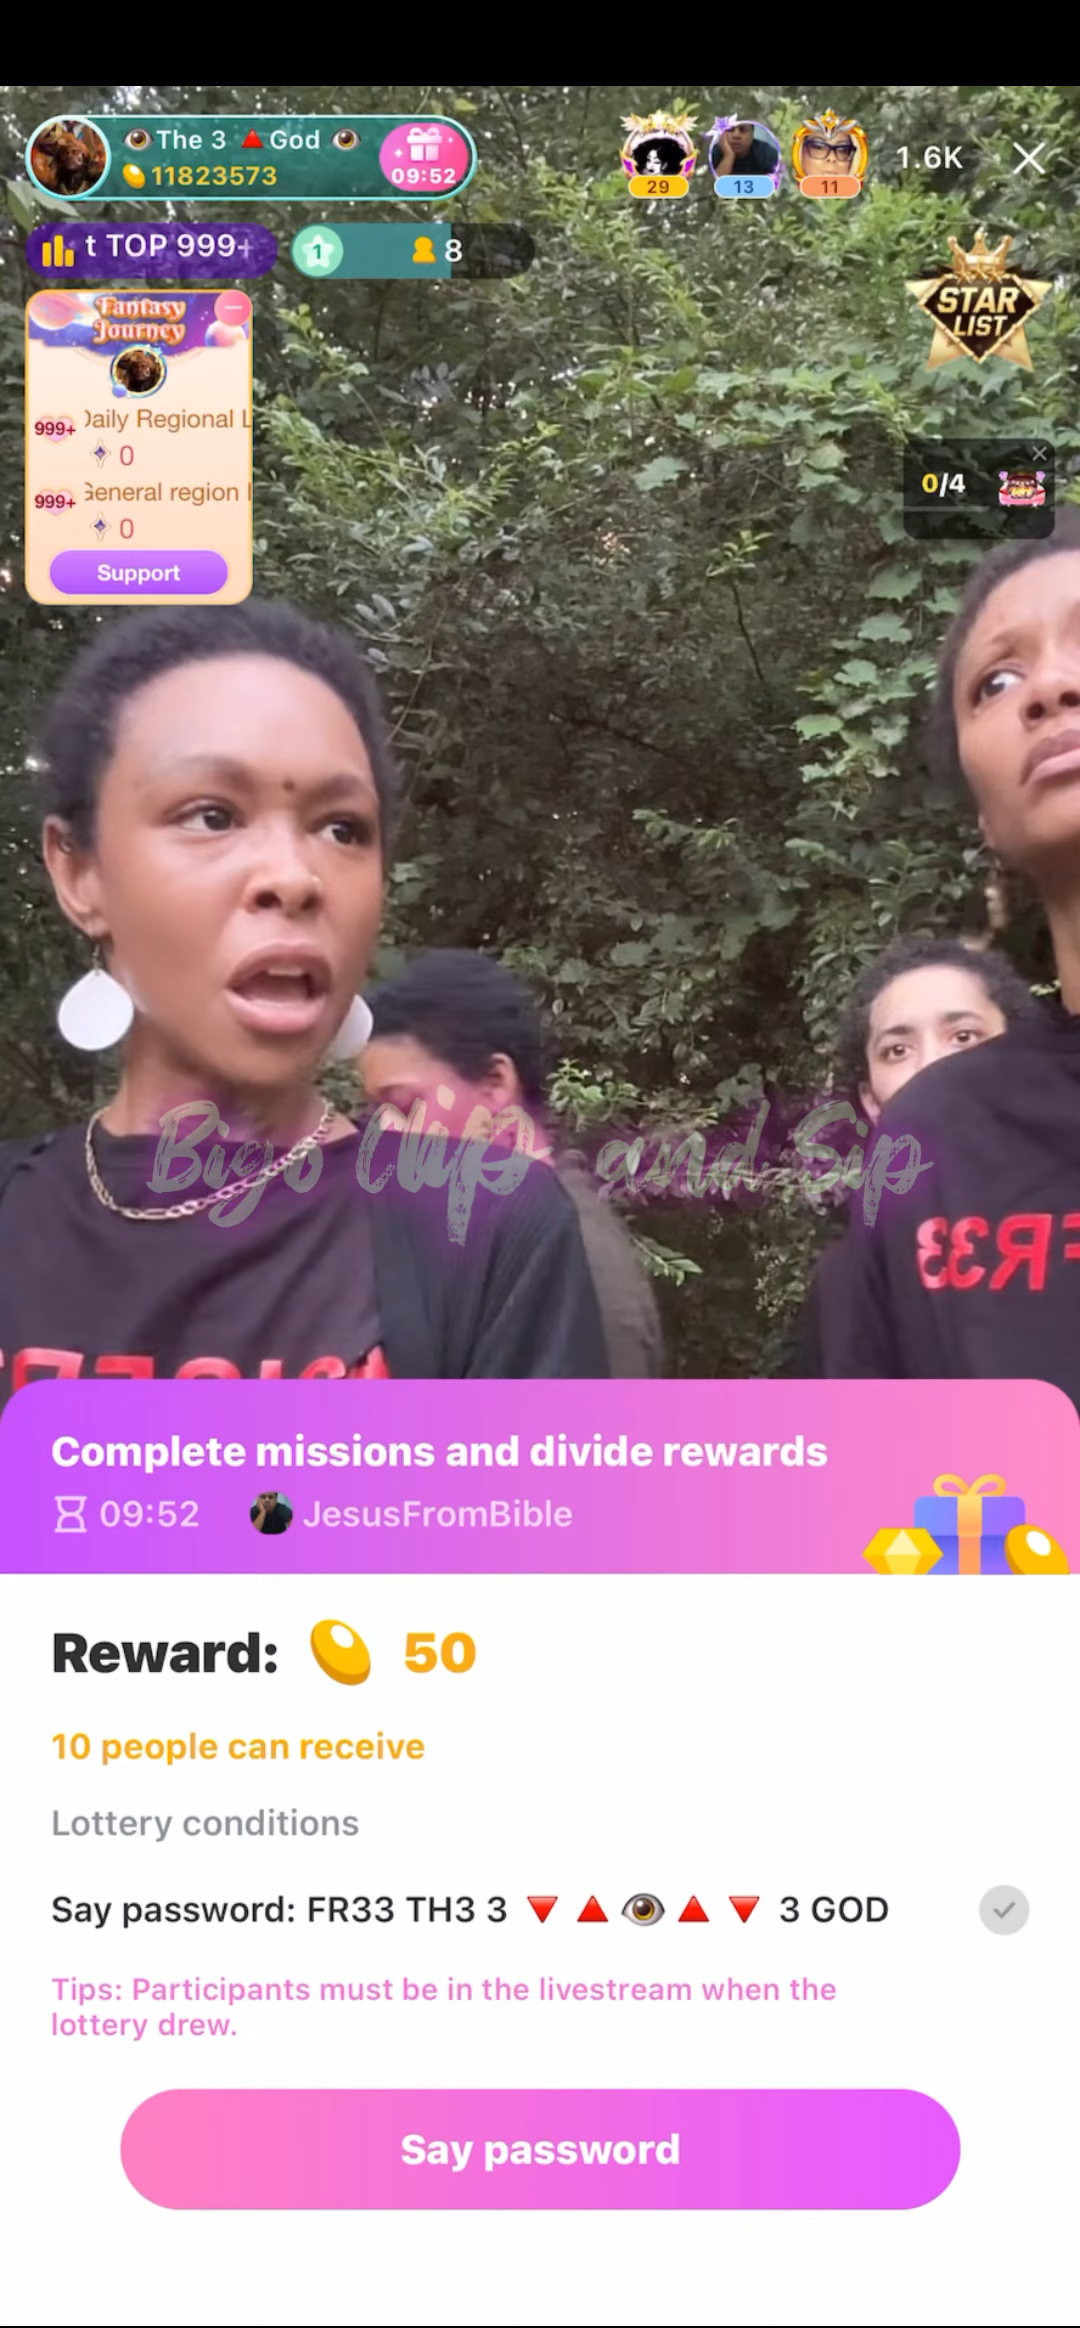 👁The 3 🔺God 👁
11823573
09:52
29
13
11
1.6K
t TOP 999+
1
8
STAR
LIST
Fantasy
Journey
999+ Daily Regional L
0
999+ General region
0
Support
0/4
Bigo Clip and Sip
FR33
Complete missions and divide rewards
09:52 JesusFromBible
Reward: 50
10 people can receive
Lottery conditions
Say password: FR33 TH3 3 🔻🔺👁🔺🔻 3 GOD
Tips: Participants must be in the livestream when the
lottery drew.
Say password